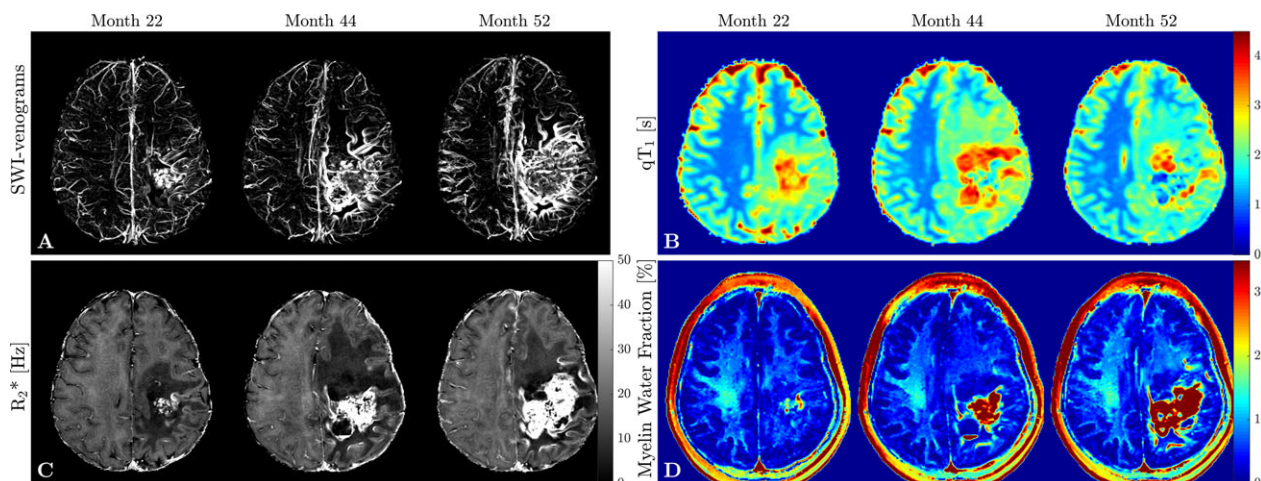 Month 22 Month 44 Month 52
SWI-venograms
A
Month 22 Month 44 Month 52
qT₁ [s]
B
4
3
2
1
0
R₂* [Hz]
C
50
40
30
20
10
0
Myelin Water Fraction [%]
D
3
2
1
0